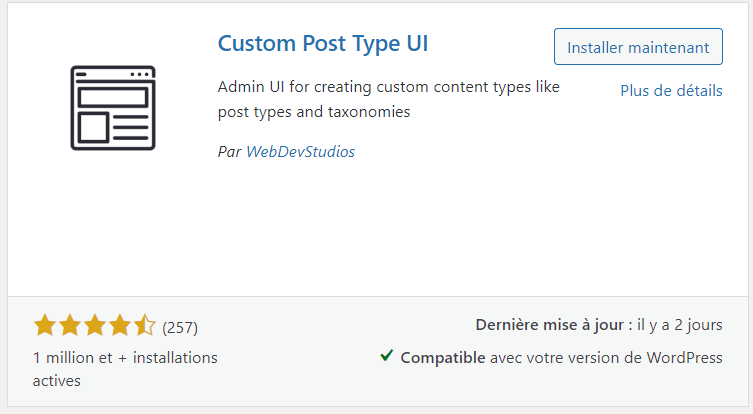 Custom Post Type UI
Installer maintenant
Admin UI for creating custom content types like
post types and taxonomies
Plus de détails
Par WebDevStudios
(257)
Dernière mise à jour : il y a 2 jours
1 million et + installations
actives
Compatible avec votre version de WordPress